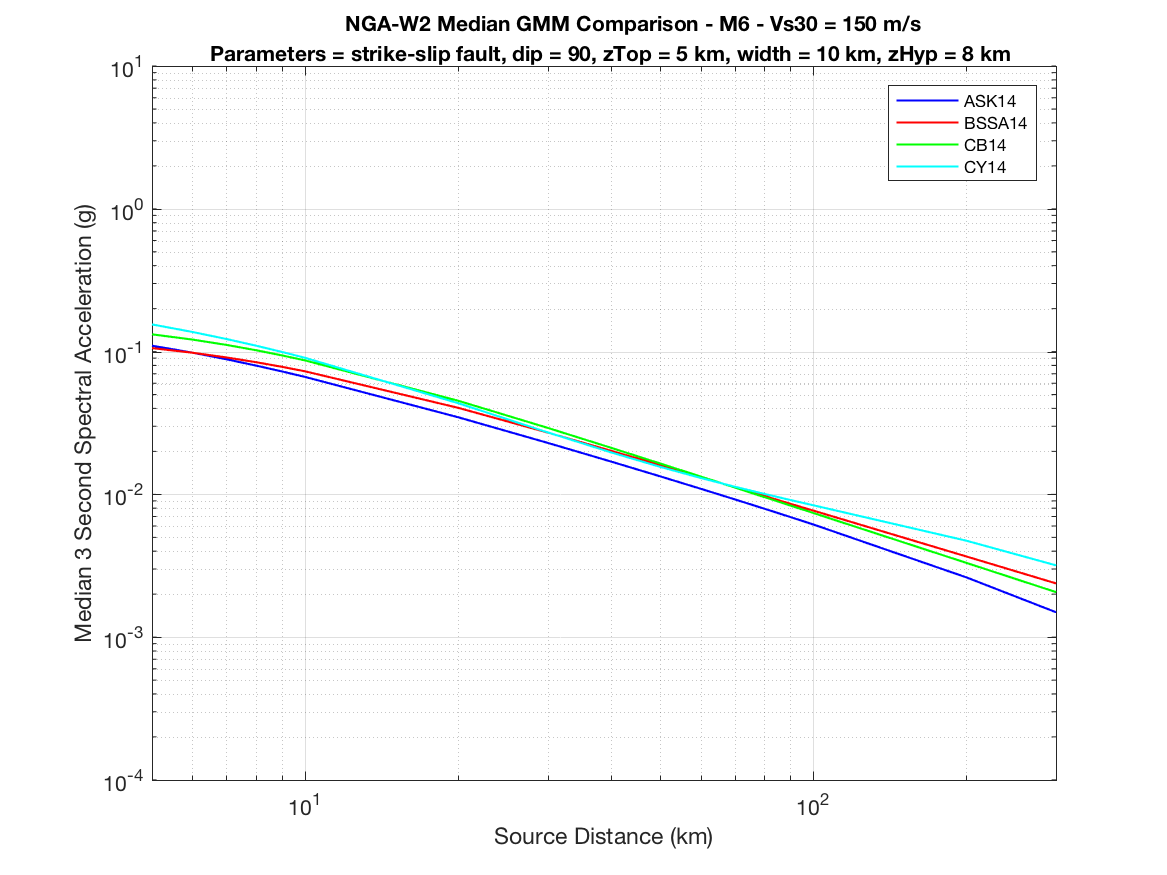 NGA-W2 Median GMM Comparison - M6 - Vs30 = 150 m/s
Parameters = strike-slip fault, dip = 90, zTop = 5 km, width = 10 km, zHyp = 8 km
ASK14
BSSA14
CB14
CY14
Median 3 Second Spectral Acceleration (g)
10^1
10^0
10^-1
10^-2
10^-3
10^-4
10^1
10^2
Source Distance (km)